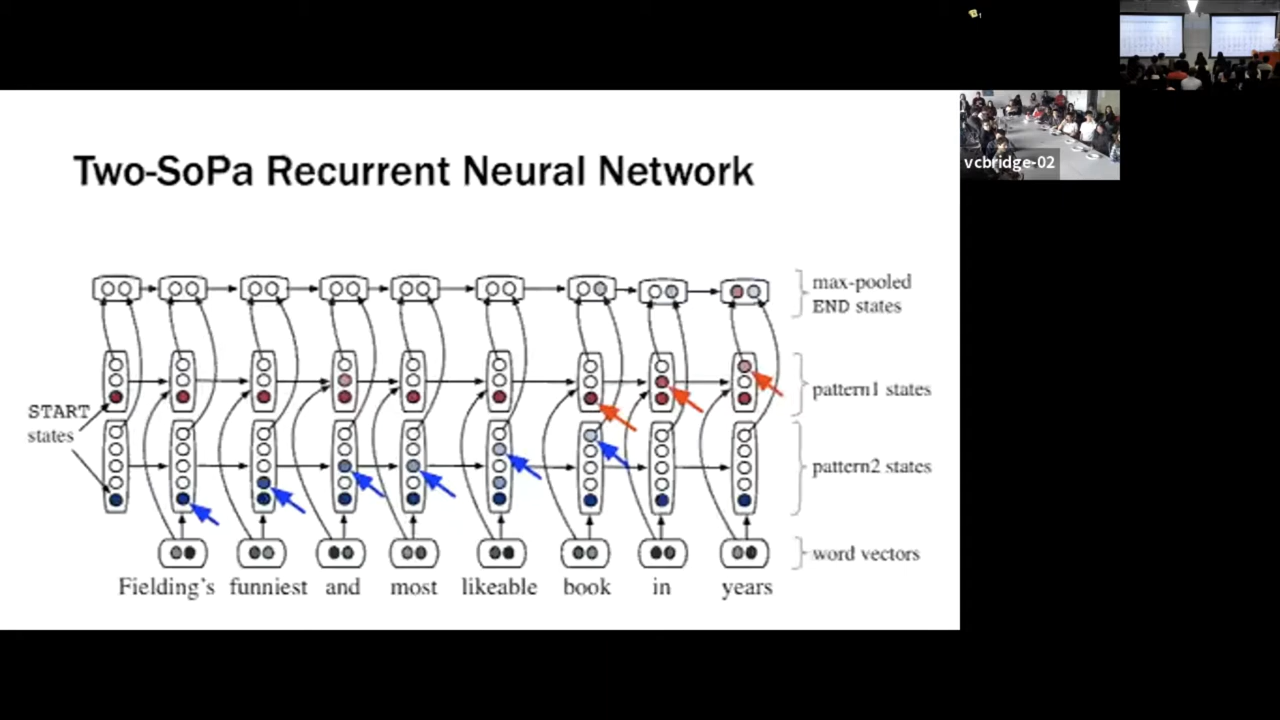 Two-SoPa Recurrent Neural Network
max-pooled
END states
pattern1 states
START
states
pattern2 states
word vectors
Fielding's funniest and most likeable book in years
vcbridge-02